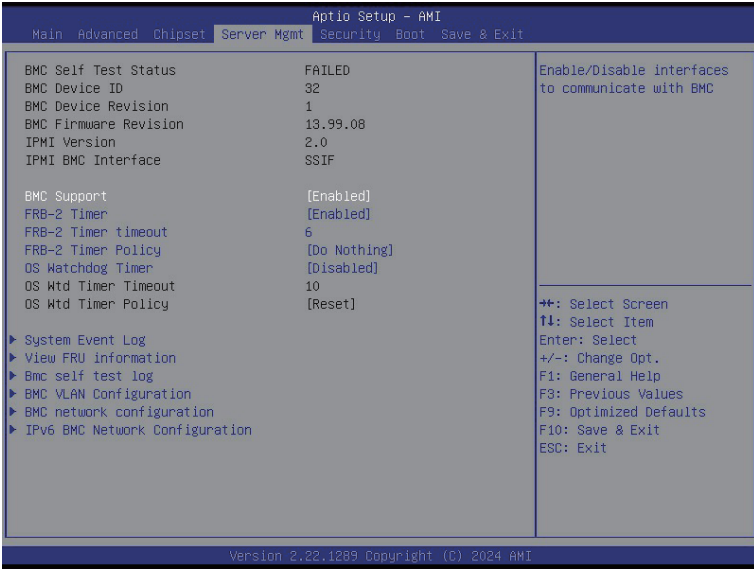 Aptio Setup – AMI
Main Advanced Chipset Server Mgmt Security Boot Save & Exit
BMC Self Test Status FAILED
BMC Device ID 32
BMC Device Revision 1
BMC Firmware Revision 13.99.08
IPMI Version 2.0
IPMI BMC Interface SSIF
BMC Support [Enabled]
FRB-2 Timer [Enabled]
FRB-2 Timer timeout 6
FRB-2 Timer Policy [Do Nothing]
OS Watchdog Timer [Disabled]
OS Wtd Timer Timeout 10
OS Wtd Timer Policy [Reset]
System Event Log
View FRU information
Bmc self test log
BMC VLAN Configuration
BMC network configuration
IPv6 BMC Network Configuration
Enable/Disable interfaces
to communicate with BMC
→←: Select Screen
↑↓: Select Item
Enter: Select
+/-: Change Opt.
F1: General Help
F3: Previous Values
F9: Optimized Defaults
F10: Save & Exit
ESC: Exit
Version 2.22.1289 Copyright (C) 2024 AMI